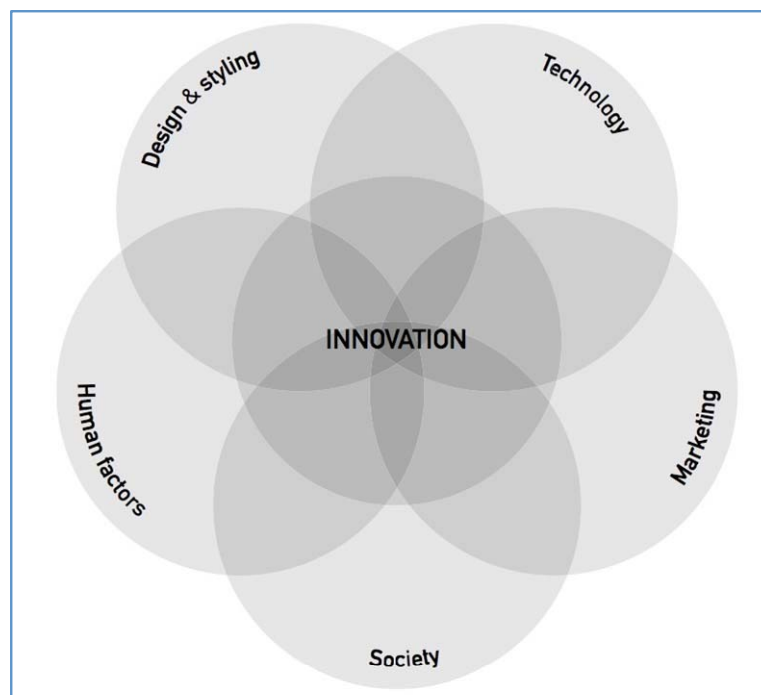 Design & styling
Technology
INNOVATION
Human factors
Marketing
Society